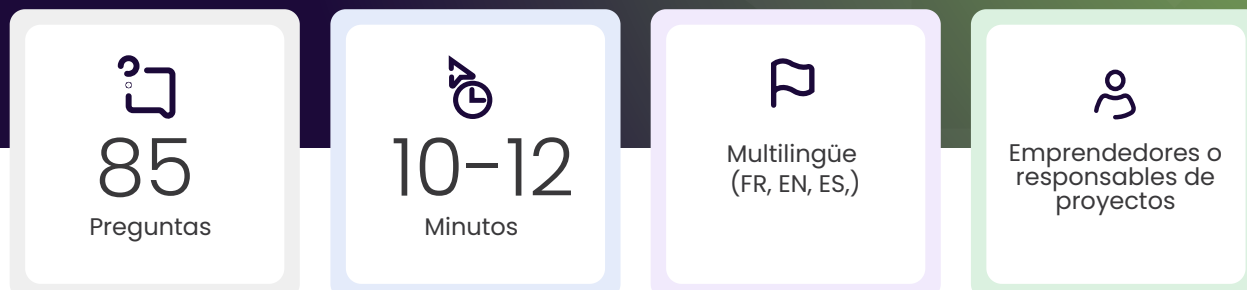 85
Preguntas
10-12
Minutos
Multilingüe
(FR, EN, ES,)
Emprendedores o
responsables de
proyectos